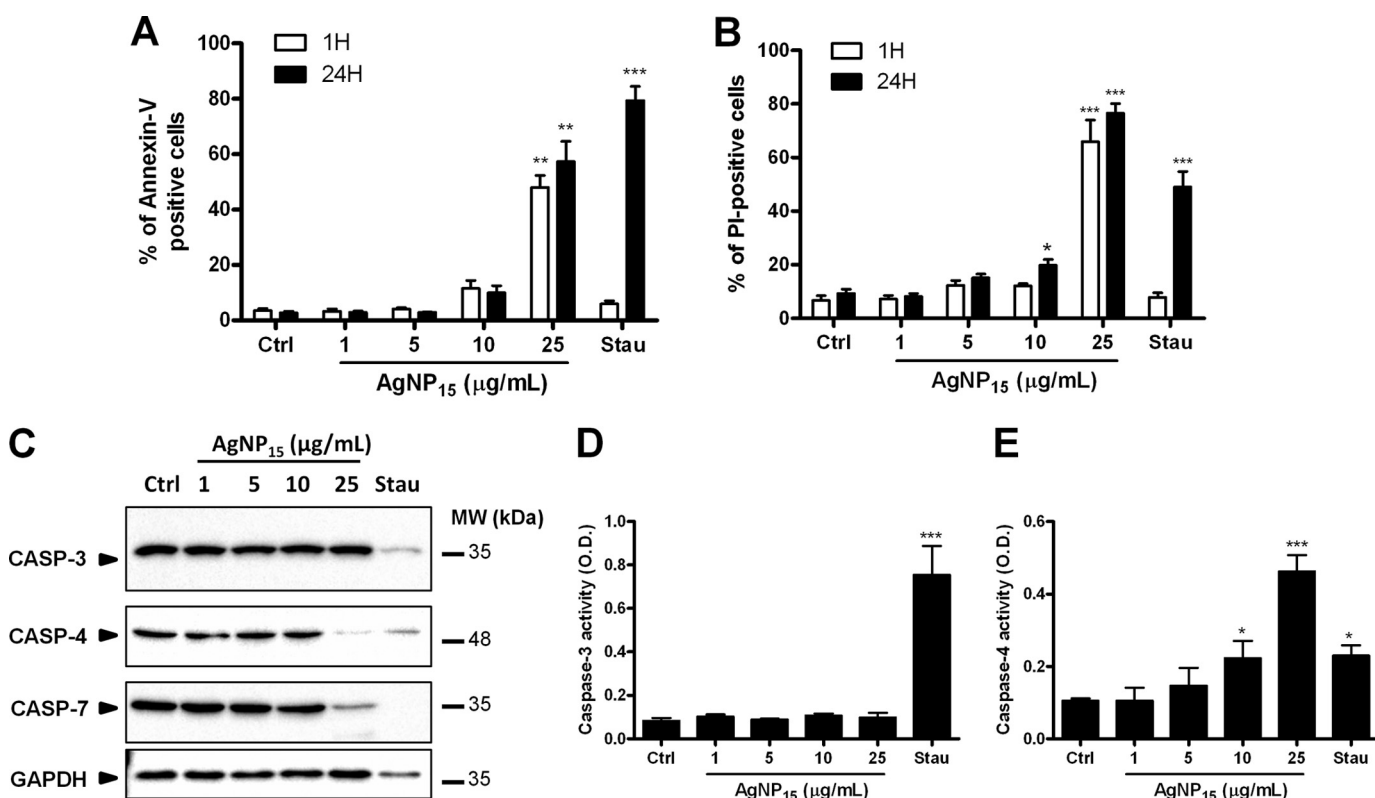 A
% of Annexin-V
positive cells
100
80
60
40
20
0
1H
24H
**
**
***
Ctrl 1 5 10 25 Stau
AgNP15 (µg/mL)
B
% of PI-positive cells
100
80
60
40
20
0
1H
24H
*
***
***
***
Ctrl 1 5 10 25 Stau
AgNP15 (µg/mL)
C
AgNP15 (µg/mL)
Ctrl 1 5 10 25 Stau
MW (kDa)
CASP-3 35
CASP-4 48
CASP-7 35
GAPDH 35
D
Caspase-3 activity (O.D.)
1.0
0.8
0.6
0.4
0.2
0.0
***
Ctrl 1 5 10 25 Stau
AgNP15 (µg/mL)
E
Caspase-4 activity (O.D.)
0.6
0.4
0.2
0.0
*
***
*
Ctrl 1 5 10 25 Stau
AgNP15 (µg/mL)